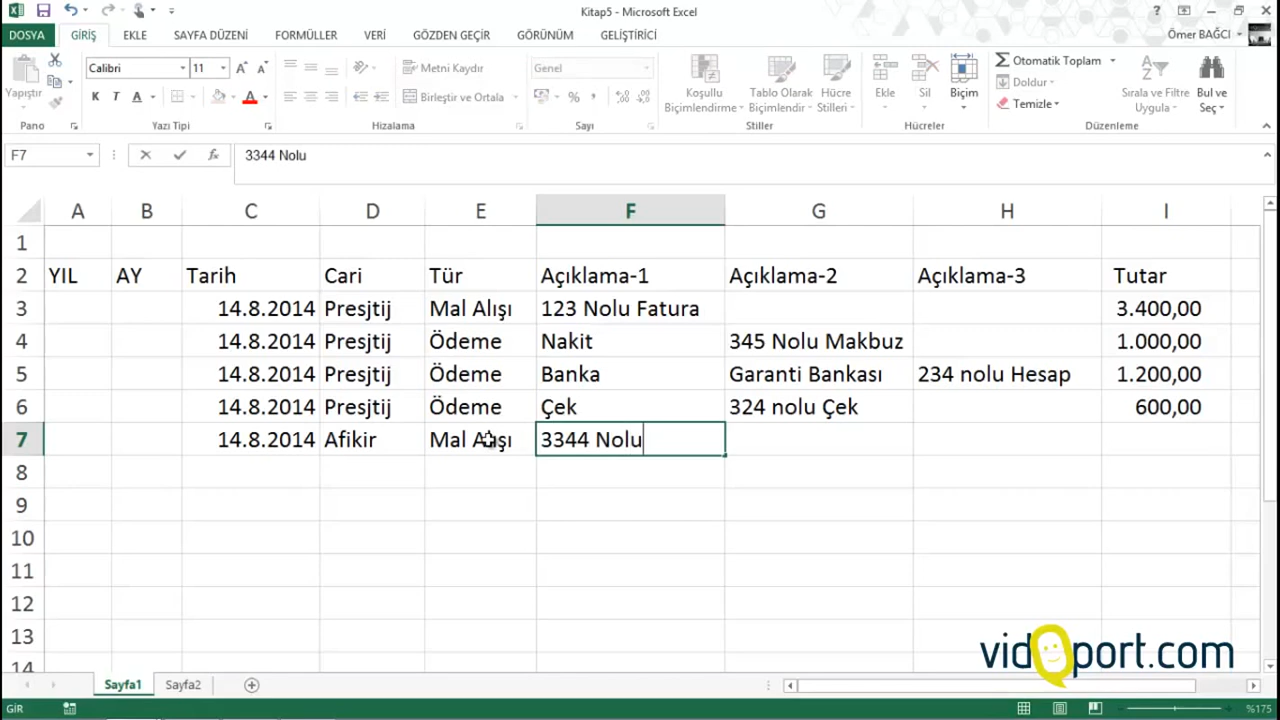 Kitap5 - Microsoft Excel
DOSYA GİRİŞ EKLE SAYFA DÜZENİ FORMÜLLER VERİ GÖZDEN GEÇİR GÖRÜNÜM GELİŞTİRİCİ Ömer BAĞCI
Calibri 11 Metni Kaydır Genel Otomatik Toplam
Yapıştır K T A Birleştir ve Ortala Koşullu Biçimlendirme Tablo Olarak Biçimlendir Hücre Stilleri Ekle Sil Biçim Doldur Temizle Sırala ve Filtre Uygula Bul ve Seç
Pano Yazı Tipi Hizalama Sayı Stiller Hücreler Düzenleme
F7 3344 Nolu
A B C D E F G H I
1
2 YIL AY Tarih Cari Tür Açıklama-1 Açıklama-2 Açıklama-3 Tutar
3 14.8.2014 Presjtij Mal Alışı 123 Nolu Fatura 3.400,00
4 14.8.2014 Presjtij Ödeme Nakit 345 Nolu Makbuz 1.000,00
5 14.8.2014 Presjtij Ödeme Banka Garanti Bankası 234 nolu Hesap 1.200,00
6 14.8.2014 Presjtij Ödeme Çek 324 nolu Çek 600,00
7 14.8.2014 Afikir Mal Alışı 3344 Nolu
8
9
10
11
12
13
14
vidoport.com
Sayfa1 Sayfa2
GİR %175